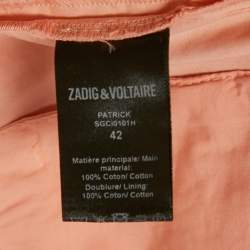 ZADIG & VOLTAIRE
PATRICK
SGCI0101H
42
Matière principale/ Main
material:
100% Coton/ Cotton
Doublure/ Lining:
100% Coton/ Cotton